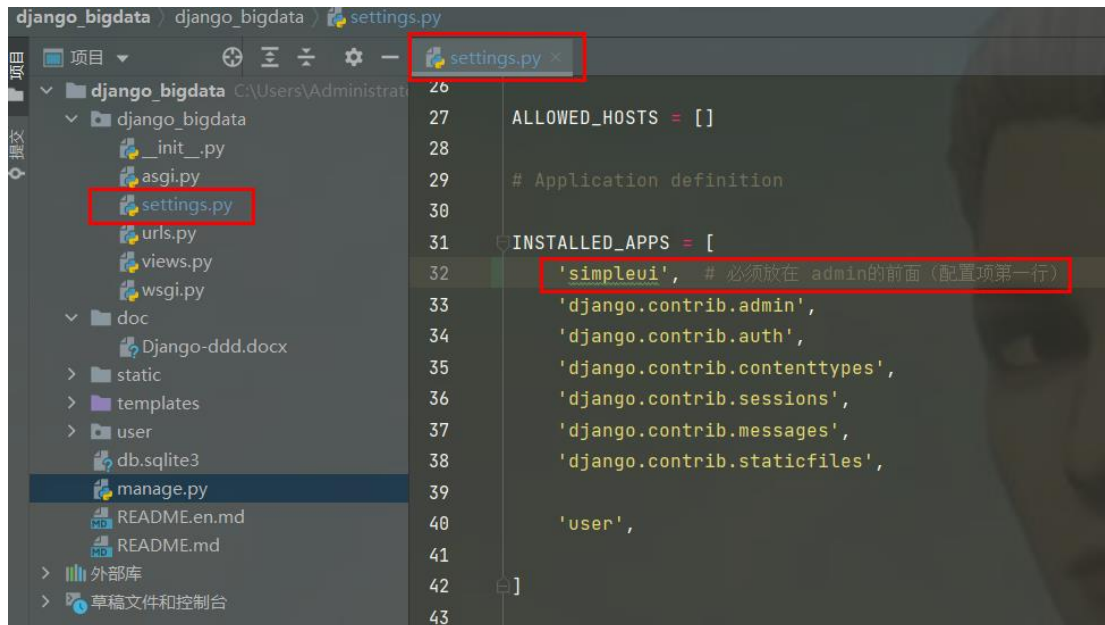 django_bigdata 〉 django_bigdata 〉 settings.py
项目
提交
项目
django_bigdata C:\Users\Administrat
django_bigdata
__init__.py
asgi.py
settings.py
urls.py
views.py
wsgi.py
doc
Django-ddd.docx
static
templates
user
db.sqlite3
manage.py
README.en.md
README.md
外部库
草稿文件和控制台
settings.py ×
26
27 ALLOWED_HOSTS = []
28
29 # Application definition
30
31 INSTALLED_APPS = [
32 'simpleui', # 必须放在 admin的前面（配置项第一行）
33 'django.contrib.admin',
34 'django.contrib.auth',
35 'django.contrib.contenttypes',
36 'django.contrib.sessions',
37 'django.contrib.messages',
38 'django.contrib.staticfiles',
39
40 'user',
41
42 ]
43